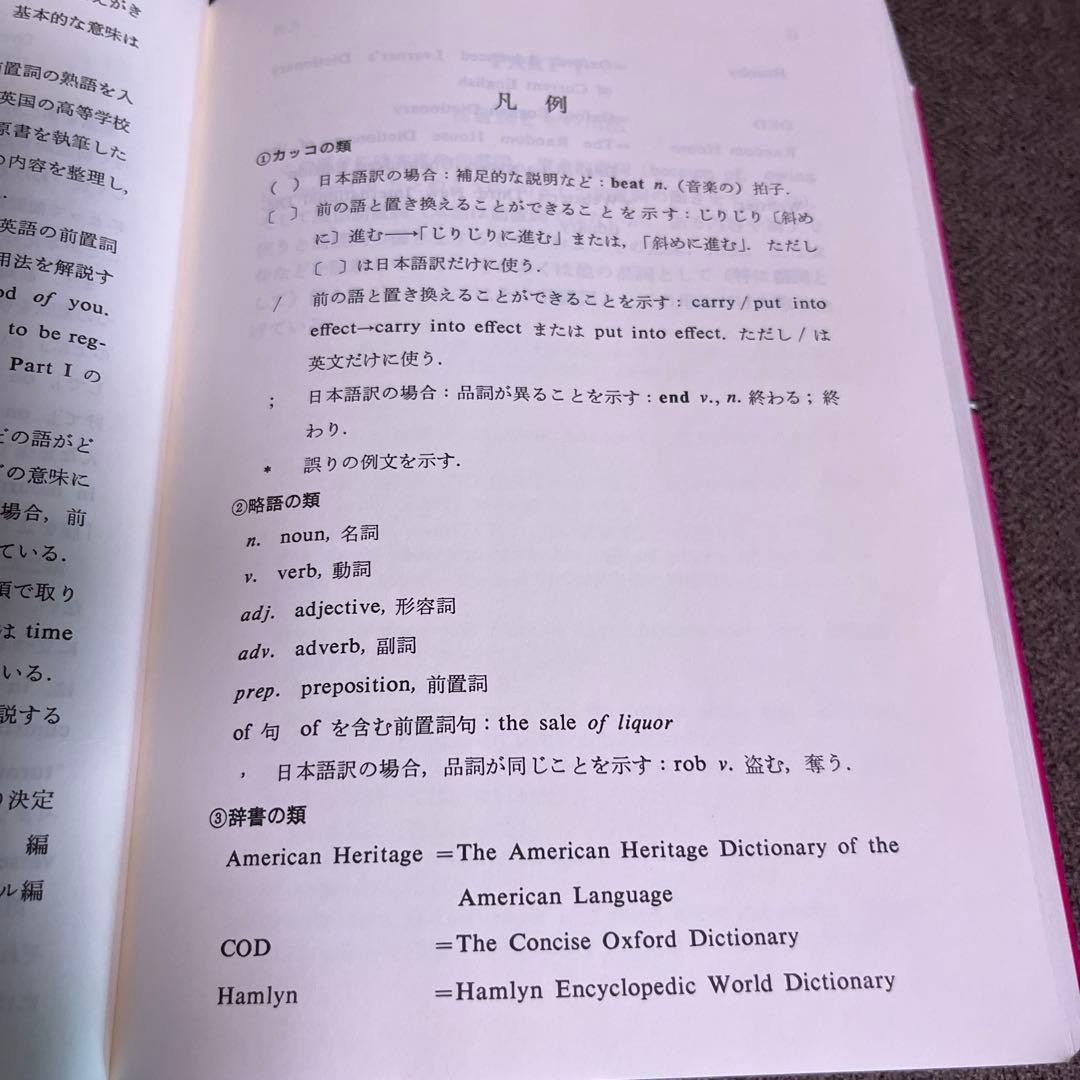 がき
基本的な意味は
置詞の熟語を入
英国の高等学校
原書を執筆した
の内容を整理し,
英語の前置詞
用法を解説す
of you.
to be reg-
Part I の
の語がど
の意味に
場合, 前
ている.
頁で取り
は time
いる.
説する
決定
編
ル編
凡 例
①カッコの類
( ) 日本語訳の場合:補足的な説明など:beat n.(音楽の)拍子.
〔 〕 前の語と置き換えることができることを示す:じりじり〔斜め
に〕進む→「じりじりに進む」または,「斜めに進む」. ただし
〔 〕は日本語訳だけに使う.
/ 前の語と置き換えることができることを示す: carry / put into
effect→carry into effect または put into effect. ただし / は
英文だけに使う.
; 日本語訳の場合:品詞が異ることを示す:end v., n. 終わる; 終
わり.
* 誤りの例文を示す.
②略語の類
n. noun, 名詞
v. verb, 動詞
adj. adjective, 形容詞
adv. adverb, 副詞
prep. preposition, 前置詞
of 句 of を含む前置詞句:the sale of liquor
, 日本語訳の場合, 品詞が同じことを示す:rob v. 盗む, 奪う.
③辞書の類
American Heritage =The American Heritage Dictionary of the
American Language
COD =The Concise Oxford Dictionary
Hamlyn =Hamlyn Encyclopedic World Dictionary